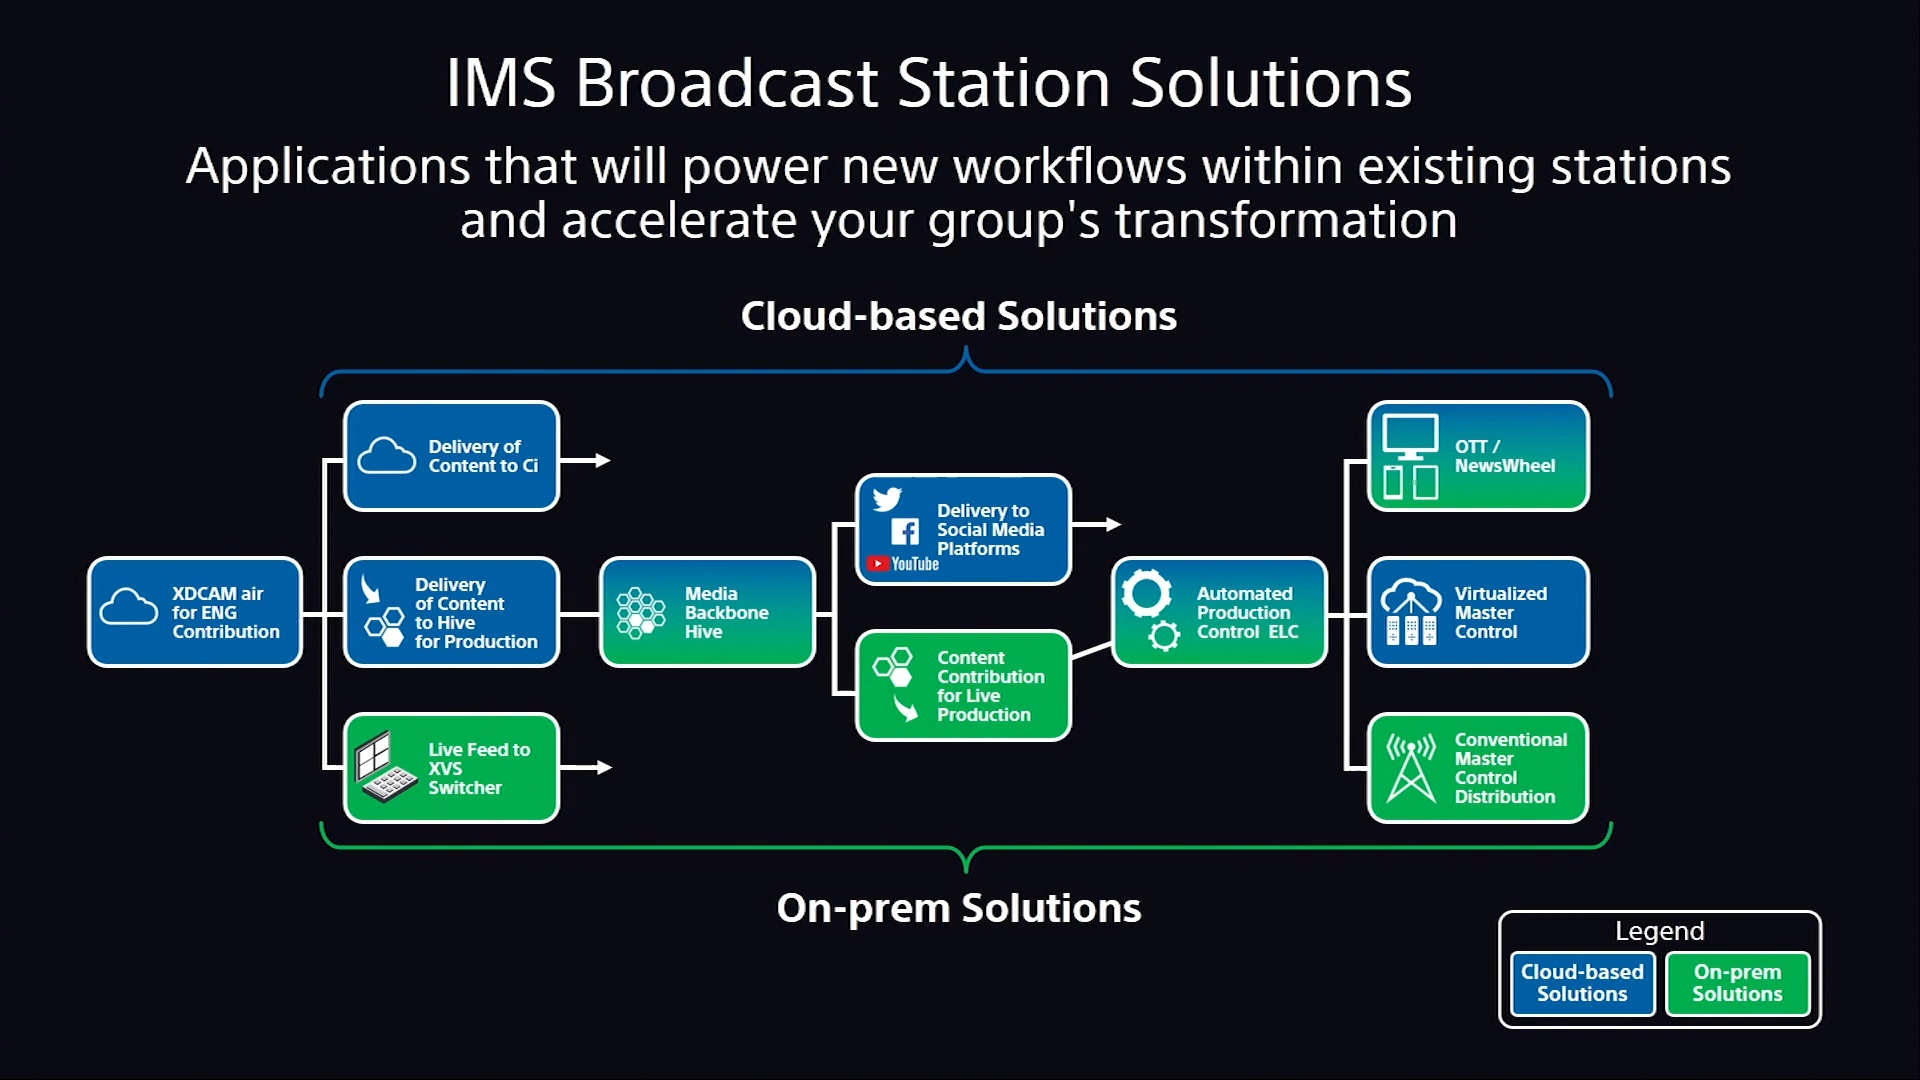 IMS Broadcast Station Solutions
Applications that will power new workflows within existing stations
and accelerate your group's transformation
Cloud-based Solutions
XDCAM air
for ENG
Contribution
Delivery of
Content to Ci
Delivery
of Content
to Hive
for Production
Live Feed to
XVS
Switcher
Media
Backbone
Hive
Delivery to
Social Media
Platforms
YouTube
Content
Contribution
for Live
Production
Automated
Production
Control ELC
OTT /
NewsWheel
Virtualized
Master
Control
Conventional
Master
Control
Distribution
On-prem Solutions
Legend
Cloud-based
Solutions
On-prem
Solutions